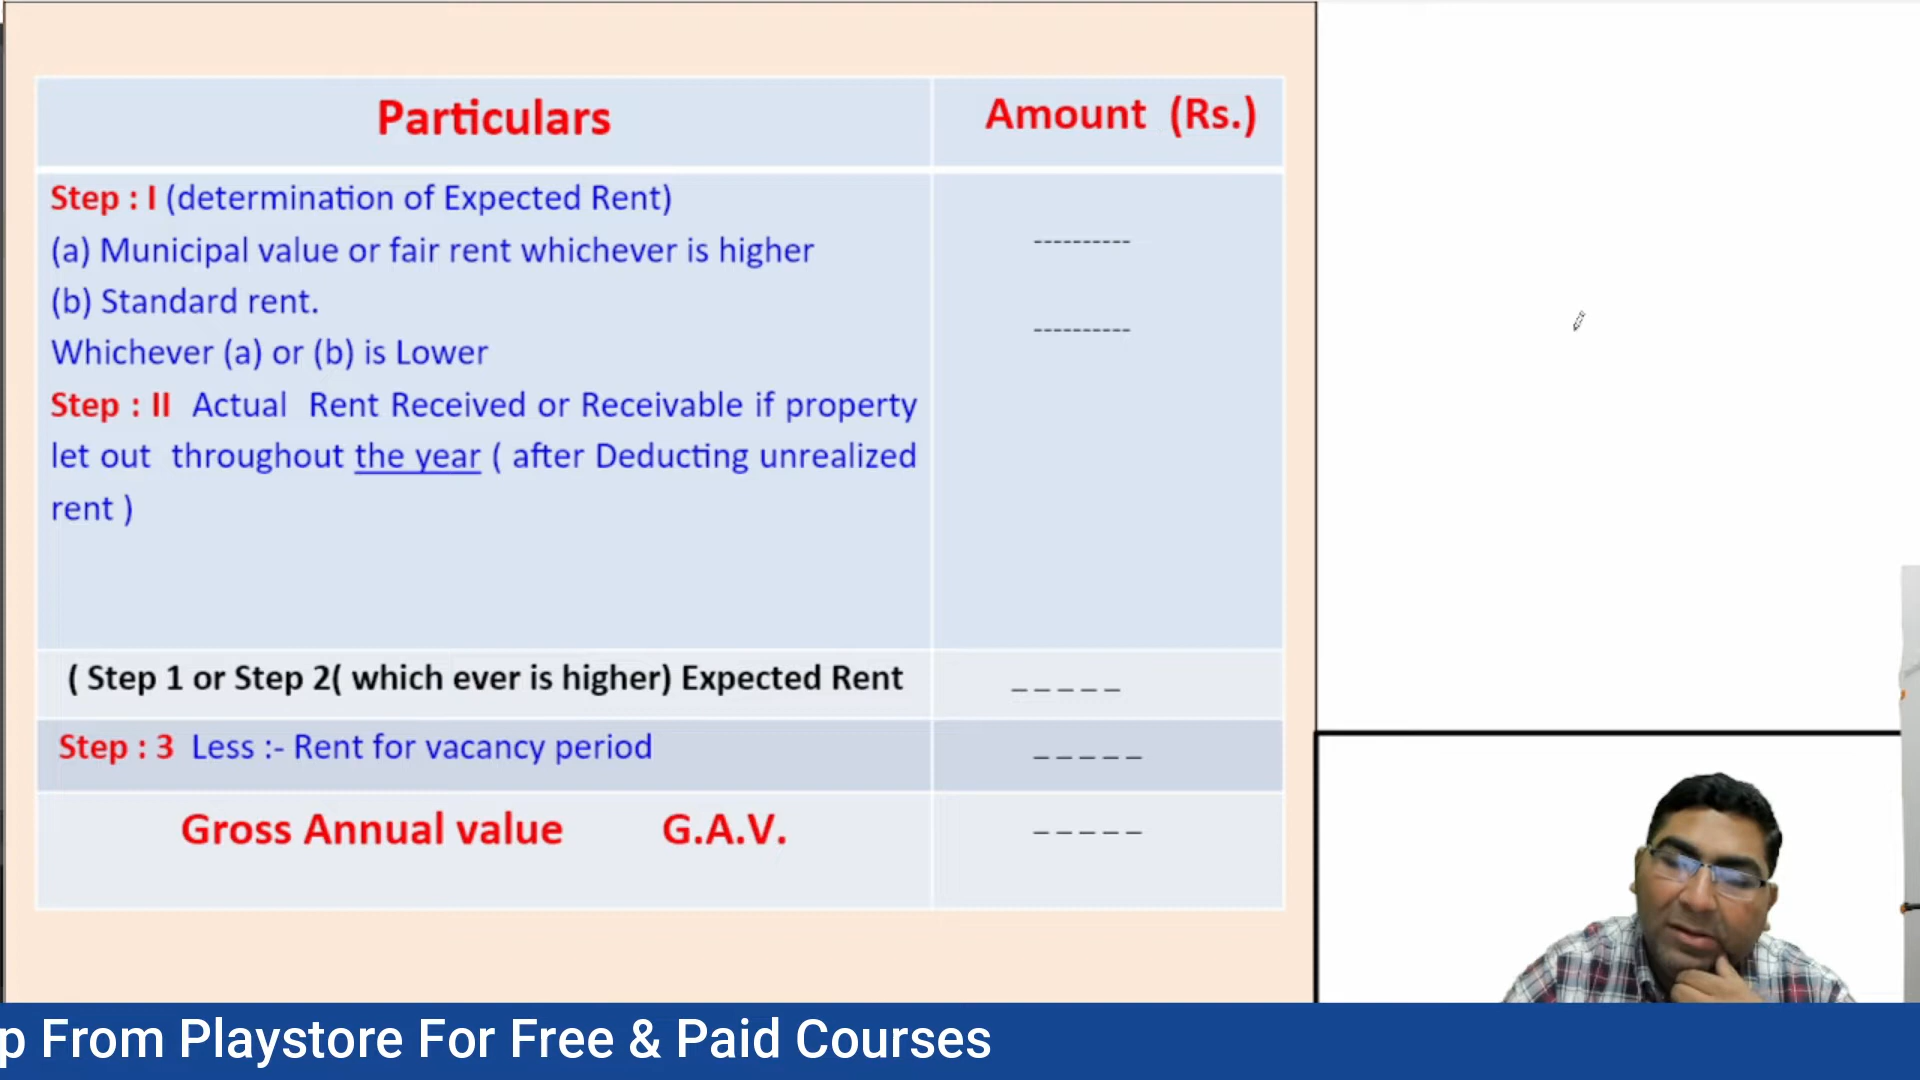 Particulars
Amount (Rs.)
Step : I (determination of Expected Rent)
(a) Municipal value or fair rent whichever is higher
----------
(b) Standard rent.
----------
Whichever (a) or (b) is Lower
Step : II Actual Rent Received or Receivable if property
let out throughout the year ( after Deducting unrealized
rent )
( Step 1 or Step 2( which ever is higher) Expected Rent
_ _ _ _ _
Step : 3 Less :- Rent for vacancy period
_ _ _ _ _
Gross Annual value G.A.V.
_ _ _ _ _
p From Playstore For Free & Paid Courses